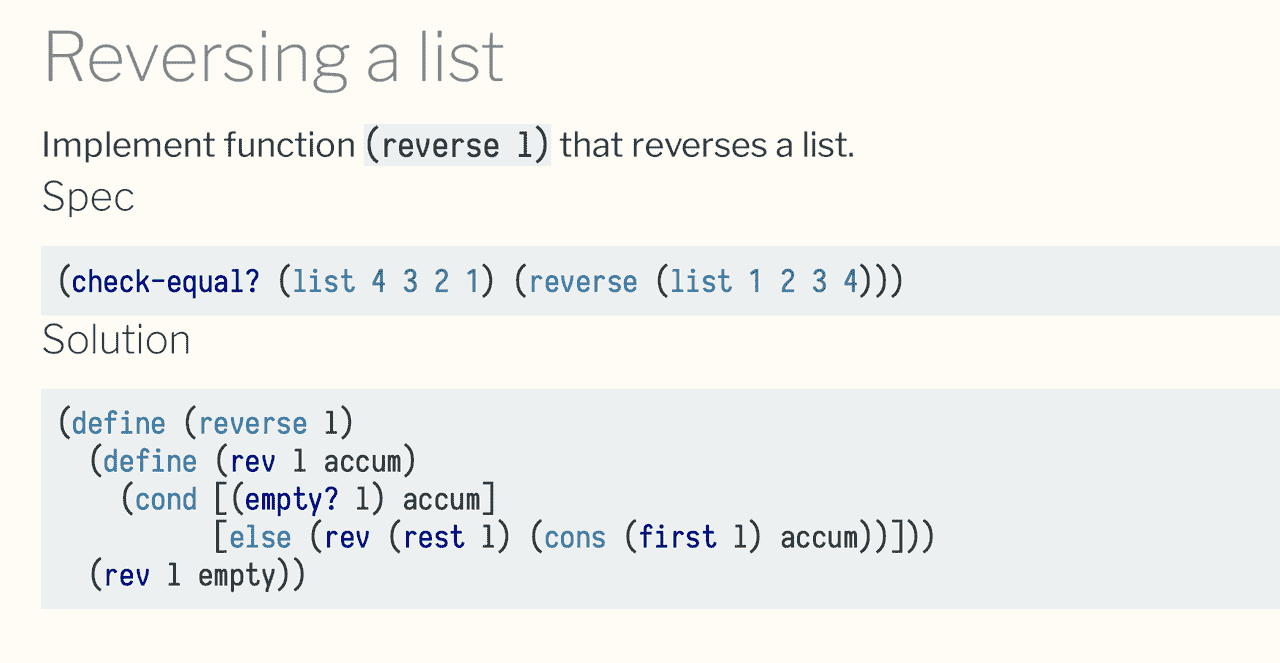 Reversing a list
Implement function (reverse l) that reverses a list.
Spec
(check-equal? (list 4 3 2 1) (reverse (list 1 2 3 4)))
Solution
(define (reverse l)
  (define (rev l accum)
    (cond [(empty? l) accum]
          [else (rev (rest l) (cons (first l) accum))]))
  (rev l empty))